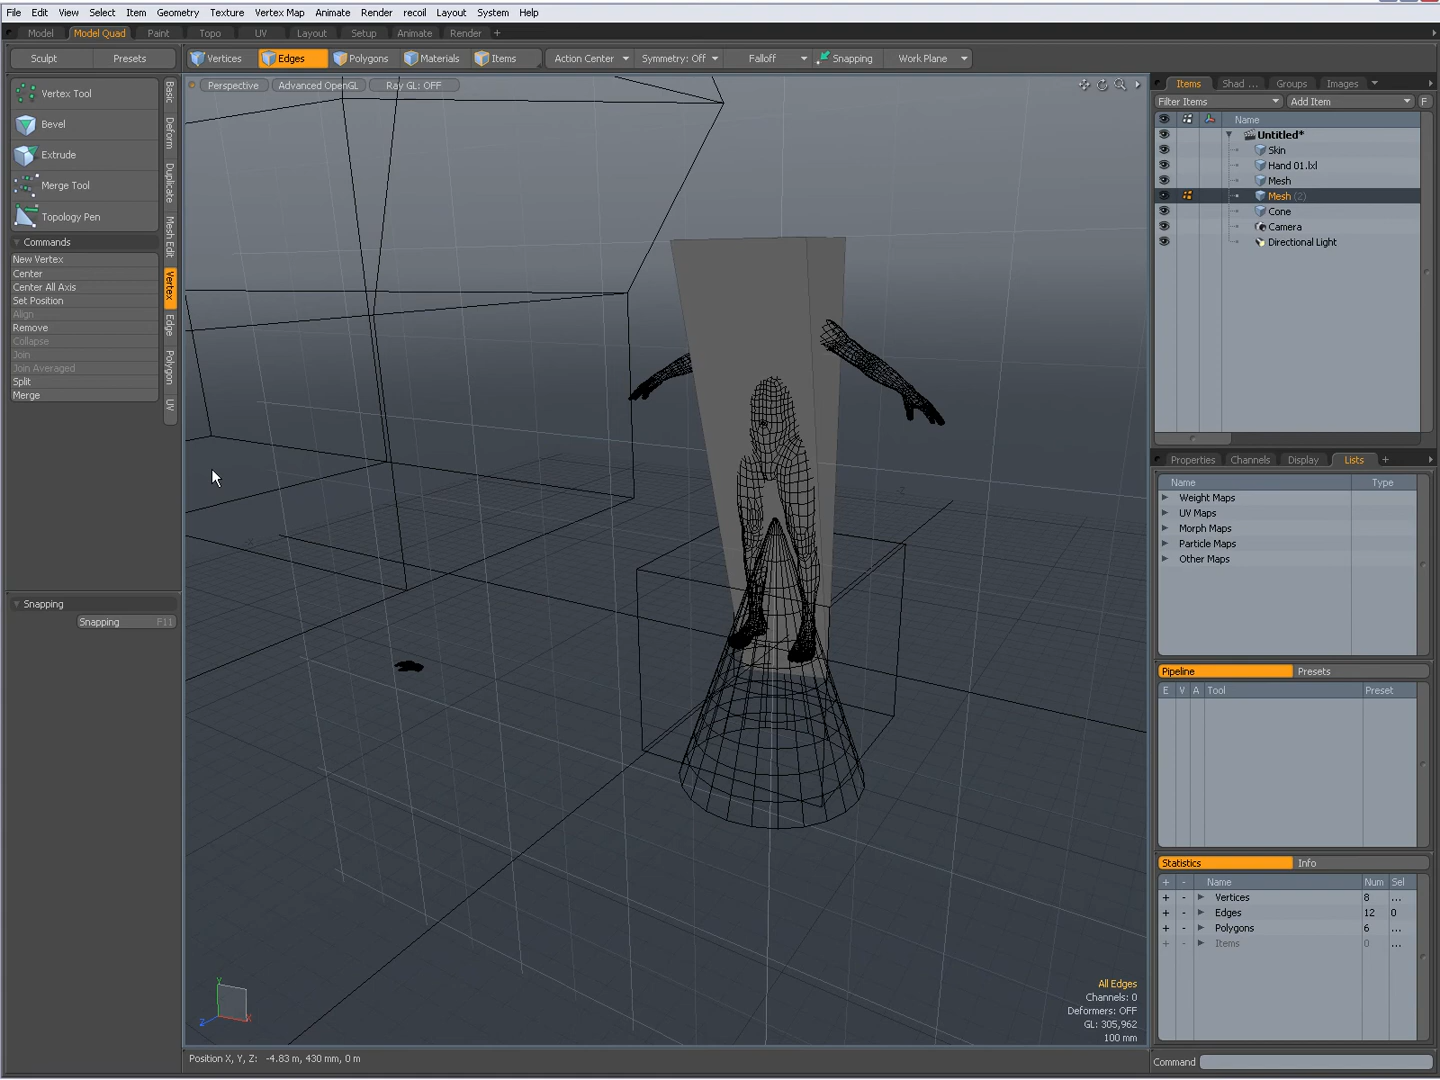 File Edit View Select Item Geometry Texture Vertex Map Animate Render recoil Layout System Help
Model Model Quad Paint Topo UV Layout Setup Animate Render +
Sculpt Presets Vertices Edges Polygons Materials Items Action Center Symmetry: Off Falloff Snapping Work Plane
Perspective Advanced OpenGL Ray GL: OFF
Vertex Tool
Bevel
Extrude
Merge Tool
Topology Pen
Commands
New Vertex
Center
Center All Axis
Set Position
Align
Remove
Collapse
Join
Join Averaged
Split
Merge
Basic
Deform
Duplicate
Mesh Edit
Vertex
Edge
Polygon
UV
Snapping
Snapping F11
Y
Z
X
All Edges
Channels: 0
Deformers: OFF
GL: 305,962
100 mm
Position X, Y, Z: -4.83 m, 430 mm, 0 m
Items Shad ... Groups Images
Filter Items Add Item F
Name
Untitled*
Skin
Hand 01.lxl
Mesh
Mesh (2)
Cone
Camera
Directional Light
Properties Channels Display Lists +
Name Type
Weight Maps
UV Maps
Morph Maps
Particle Maps
Other Maps
Pipeline Presets
E V A Tool Preset
Statistics Info
+ - Name Num Sel
+ - Vertices 8 ...
+ - Edges 12 0
+ - Polygons 6 ...
+ - Items 0 ...
Command